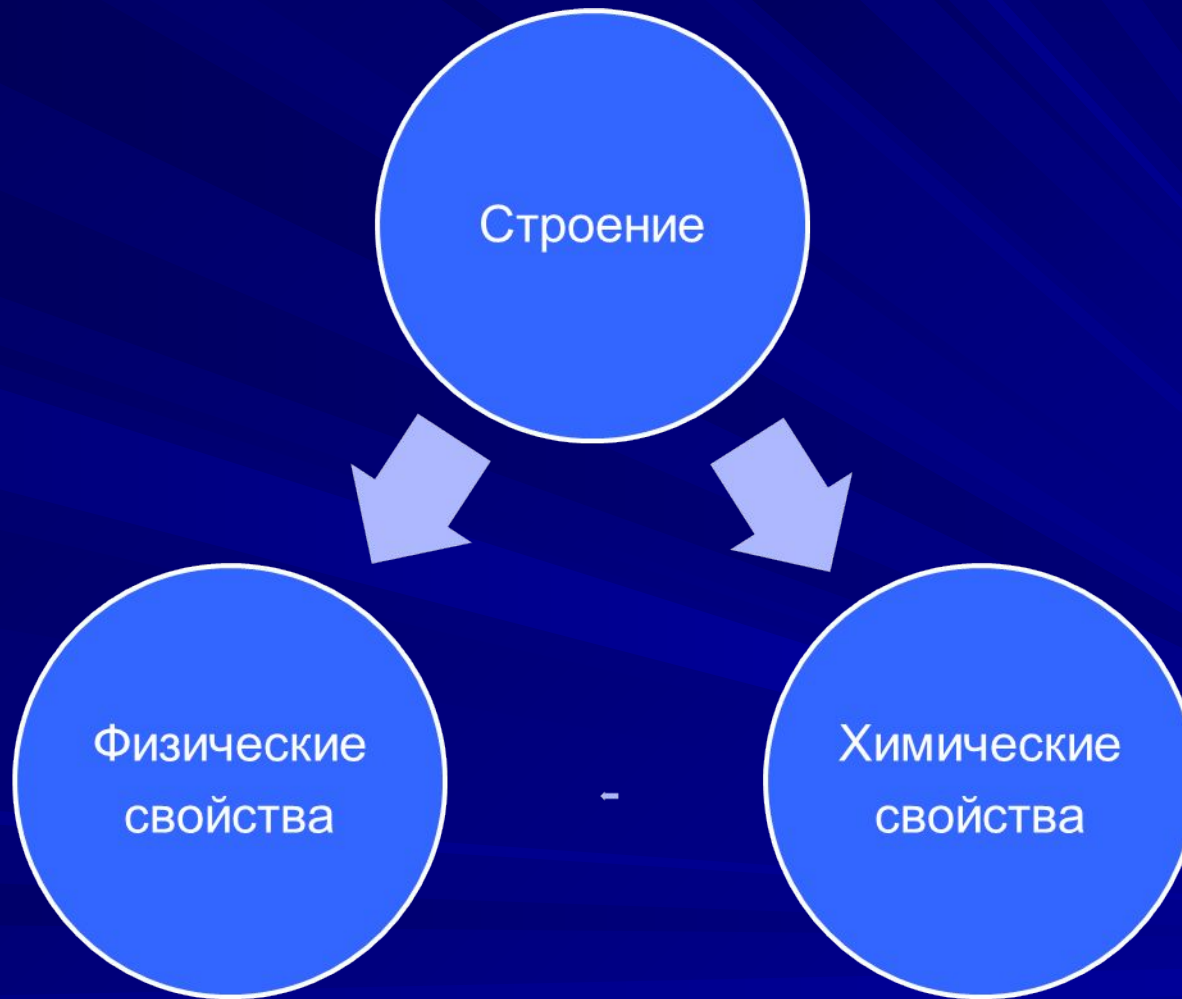 Строение
Физические
свойства
Химические
свойства